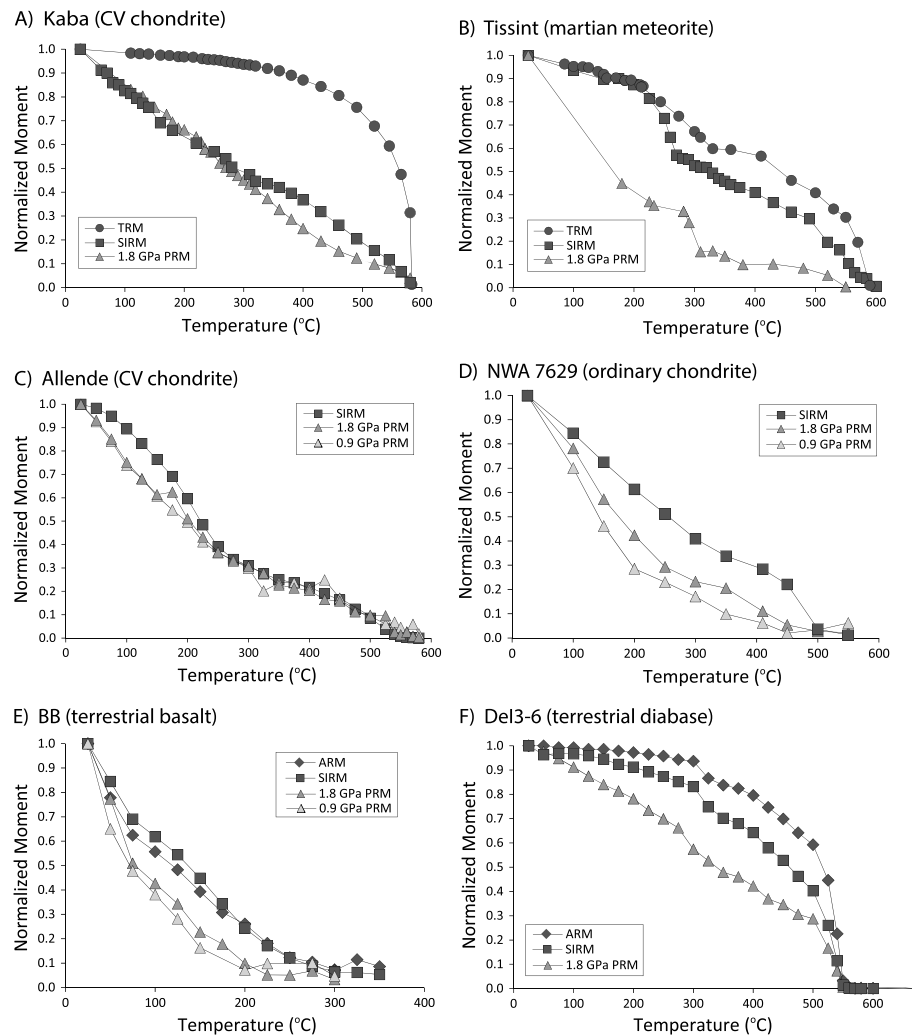 A) Kaba (CV chondrite)
1.0
0.9
0.8
0.7
0.6
0.5
0.4
0.3
0.2
0.1
0.0
Normalized Moment
TRM
SIRM
1.8 GPa PRM
0 100 200 300 400 500 600
Temperature (°C)
B) Tissint (martian meteorite)
1.0
0.9
0.8
0.7
0.6
0.5
0.4
0.3
0.2
0.1
0.0
Normalized Moment
TRM
SIRM
1.8 GPa PRM
0 100 200 300 400 500 600
Temperature (°C)
C) Allende (CV chondrite)
1.0
0.9
0.8
0.7
0.6
0.5
0.4
0.3
0.2
0.1
0.0
Normalized Moment
SIRM
1.8 GPa PRM
0.9 GPa PRM
0 100 200 300 400 500 600
Temperature (°C)
D) NWA 7629 (ordinary chondrite)
1.0
0.9
0.8
0.7
0.6
0.5
0.4
0.3
0.2
0.1
0.0
Normalized Moment
SIRM
1.8 GPa PRM
0.9 GPa PRM
0 200 400 600
Temperature (°C)
E) BB (terrestrial basalt)
1.0
0.9
0.8
0.7
0.6
0.5
0.4
0.3
0.2
0.1
0.0
Normalized Moment
ARM
SIRM
1.8 GPa PRM
0.9 GPa PRM
0 100 200 300 400
Temperature (°C)
F) Del3-6 (terrestrial diabase)
1.0
0.9
0.8
0.7
0.6
0.5
0.4
0.3
0.2
0.1
0.0
Normalized Moment
ARM
SIRM
1.8 GPa PRM
0 100 200 300 400 500 600
Temperature (°C)